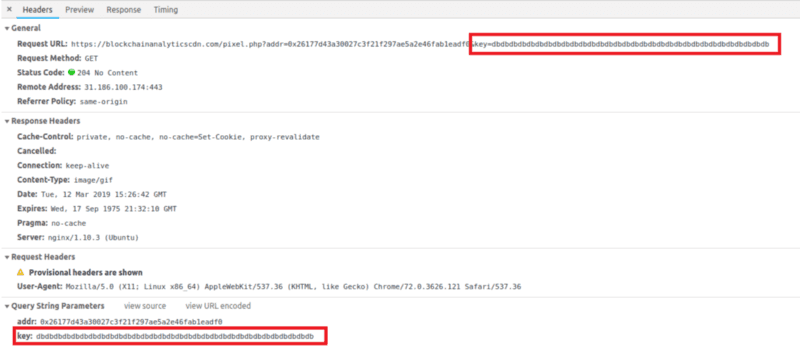 Headers Preview Response Timing
General
Request URL: https://blockchainanalyticscdn.com/pixel.php?addr=0x26177d43a30027c3f21f297ae5a2e46fab1eadf0&key=dbdbdbdbdbdbdbdbdbdbdbdbdbdbdbdbdbdbdbdbdbdbdbdbdbdbdbdbdbdbdbdb
Request Method: GET
Status Code: 204 No Content
Remote Address: 31.186.100.174:443
Referrer Policy: same-origin
Response Headers
Cache-Control: private, no-cache, no-cache=Set-Cookie, proxy-revalidate
Cancelled:
Connection: keep-alive
Content-Type: image/gif
Date: Tue, 12 Mar 2019 15:26:42 GMT
Expires: Wed, 17 Sep 1975 21:32:10 GMT
Pragma: no-cache
Server: nginx/1.10.3 (Ubuntu)
Request Headers
Provisional headers are shown
User-Agent: Mozilla/5.0 (X11; Linux x86_64) AppleWebKit/537.36 (KHTML, like Gecko) Chrome/72.0.3626.121 Safari/537.36
Query String Parameters view source view URL encoded
addr: 0x26177d43a30027c3f21f297ae5a2e46fab1eadf0
key: dbdbdbdbdbdbdbdbdbdbdbdbdbdbdbdbdbdbdbdbdbdbdbdbdbdbdbdbdbdbdbdb